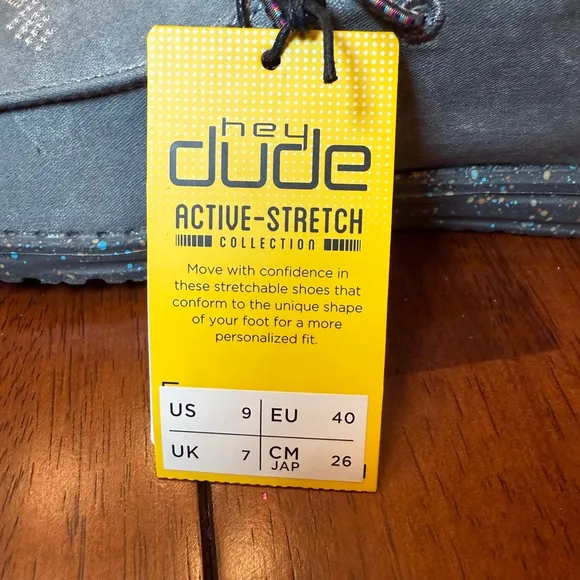 hey
dude
ACTIVE-STRETCH
COLLECTION
Move with confidence in
these stretchable shoes that
conform to the unique shape
of your foot for a more
personalized fit.
US 9 EU 40
UK 7 CM JAP 26